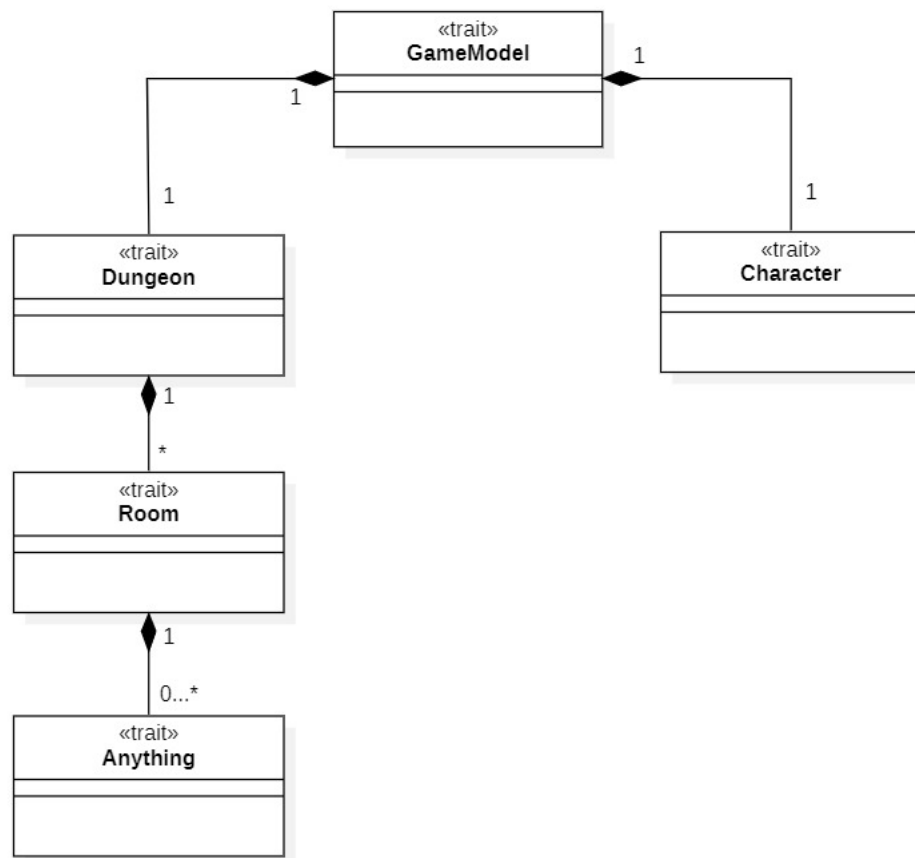 «trait»
GameModel
1
1
1
1
«trait»
Dungeon
«trait»
Character
1
*
«trait»
Room
1
0...*
«trait»
Anything